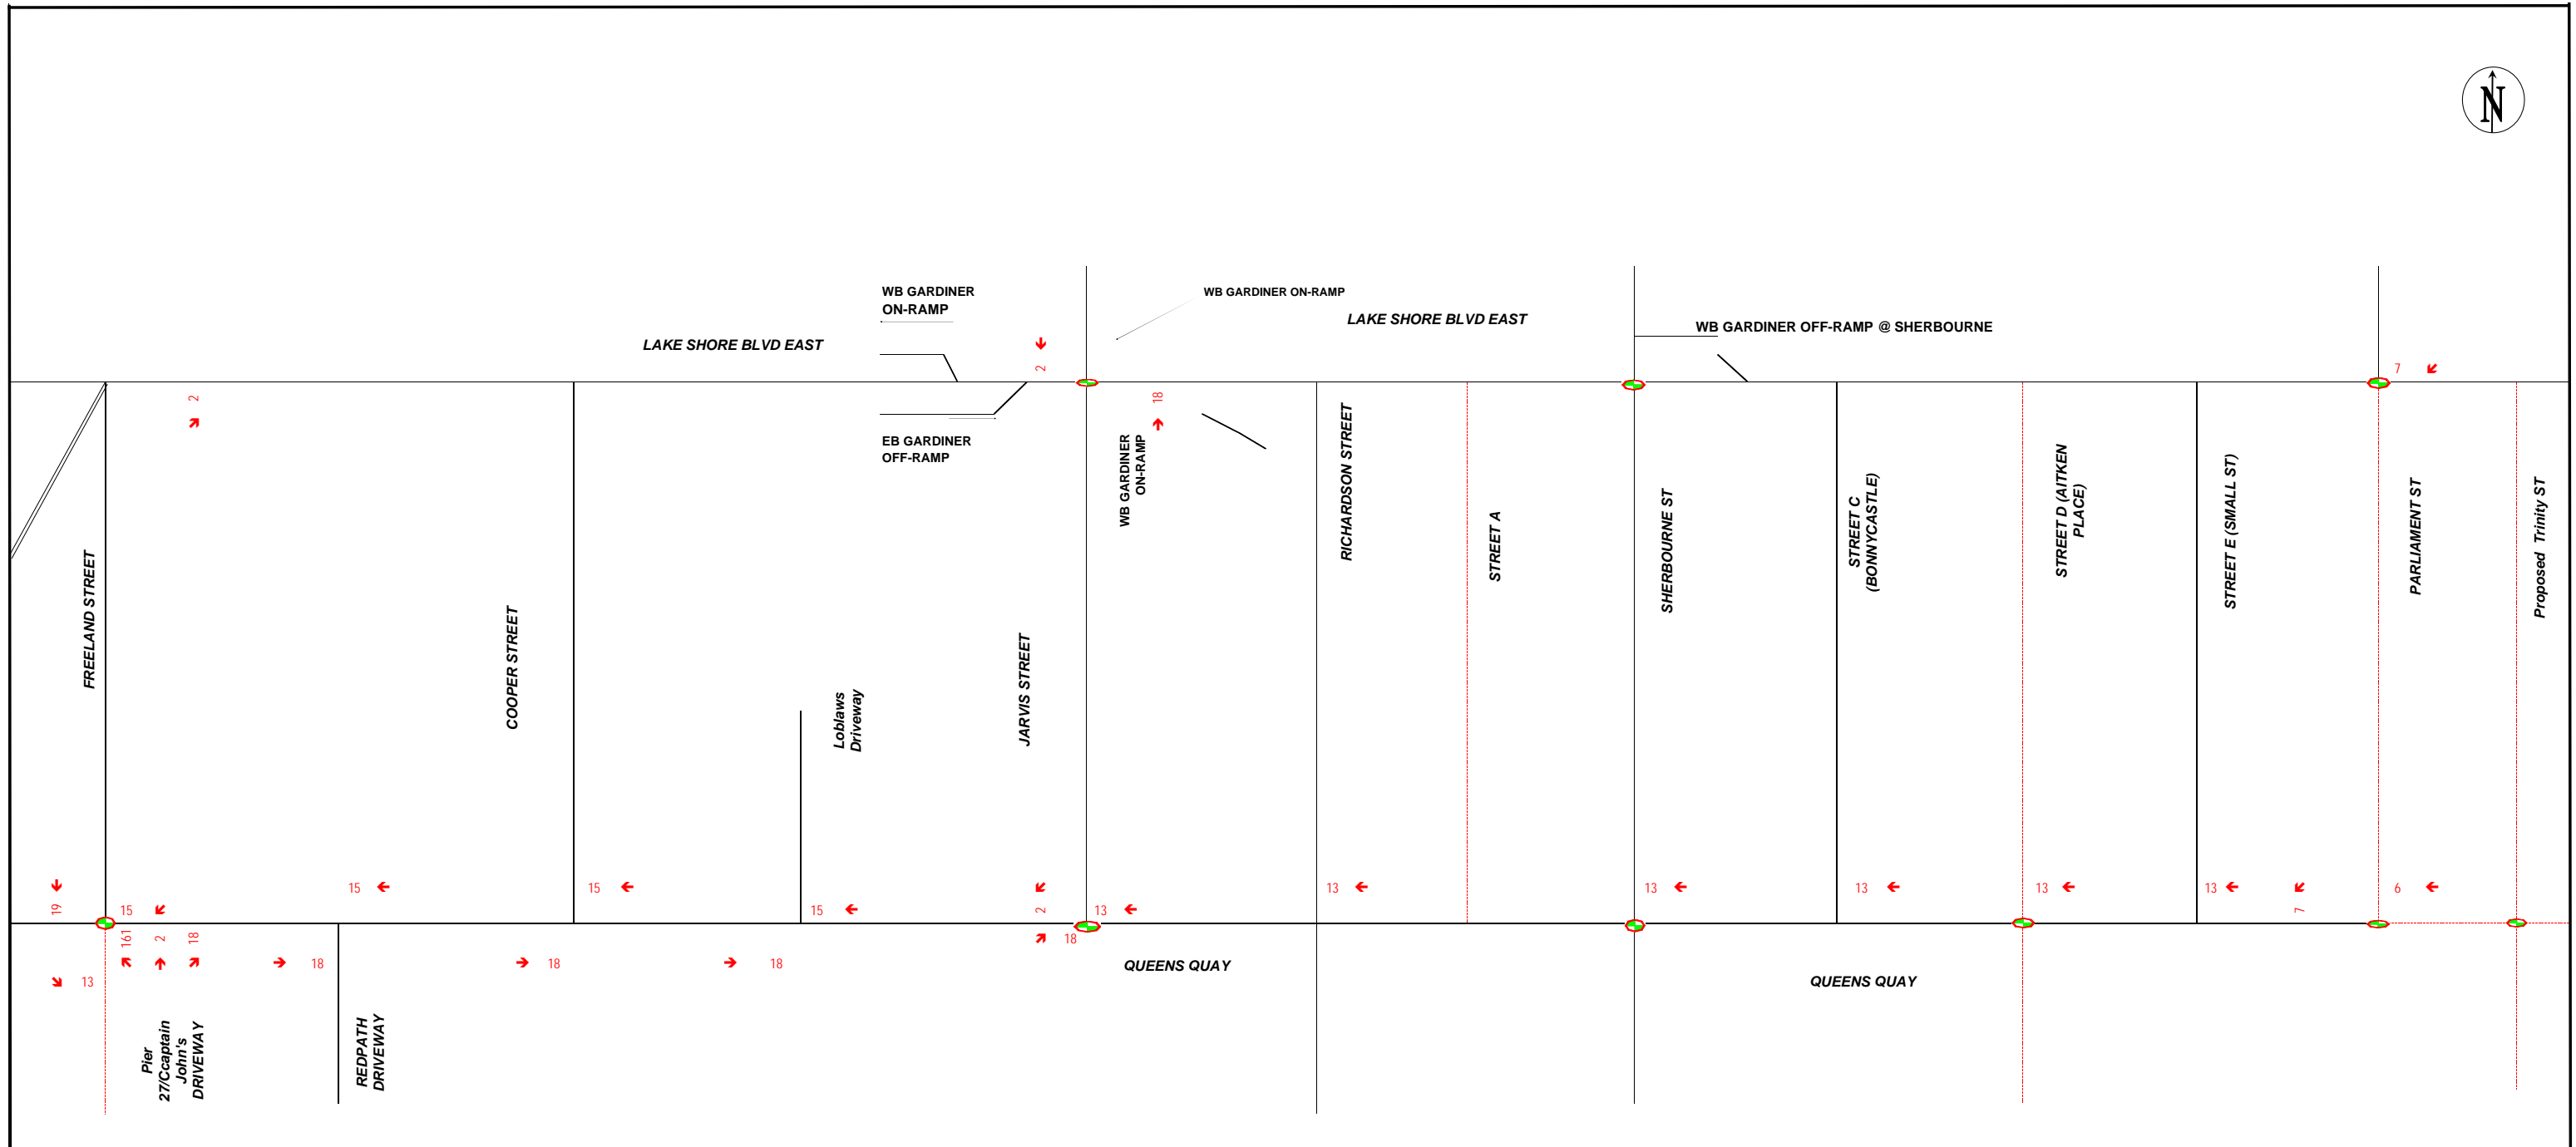 N
WB GARDINER
ON-RAMP
WB GARDINER ON-RAMP
LAKE SHORE BLVD EAST
WB GARDINER OFF-RAMP @ SHERBOURNE
LAKE SHORE BLVD EAST
2
7
2
18
EB GARDINER
OFF-RAMP
WB GARDINER
ON-RAMP
RICHARDSON STREET
STREET A
SHERBOURNE ST
STREET C
(BONNYCASTLE)
STREET D (AITKEN
PLACE)
STREET E (SMALL ST)
PARLIAMENT ST
Proposed Trinity ST
FREELAND STREET
COOPER STREET
Loblaws
Driveway
JARVIS STREET
15
15
13
13
13
13
13
6
19
15
15
2
13
7
161
2
18
18
18
18
18
13
QUEENS QUAY
QUEENS QUAY
Pier
27/Ccaptain
John's
DRIVEWAY
REDPATH
DRIVEWAY